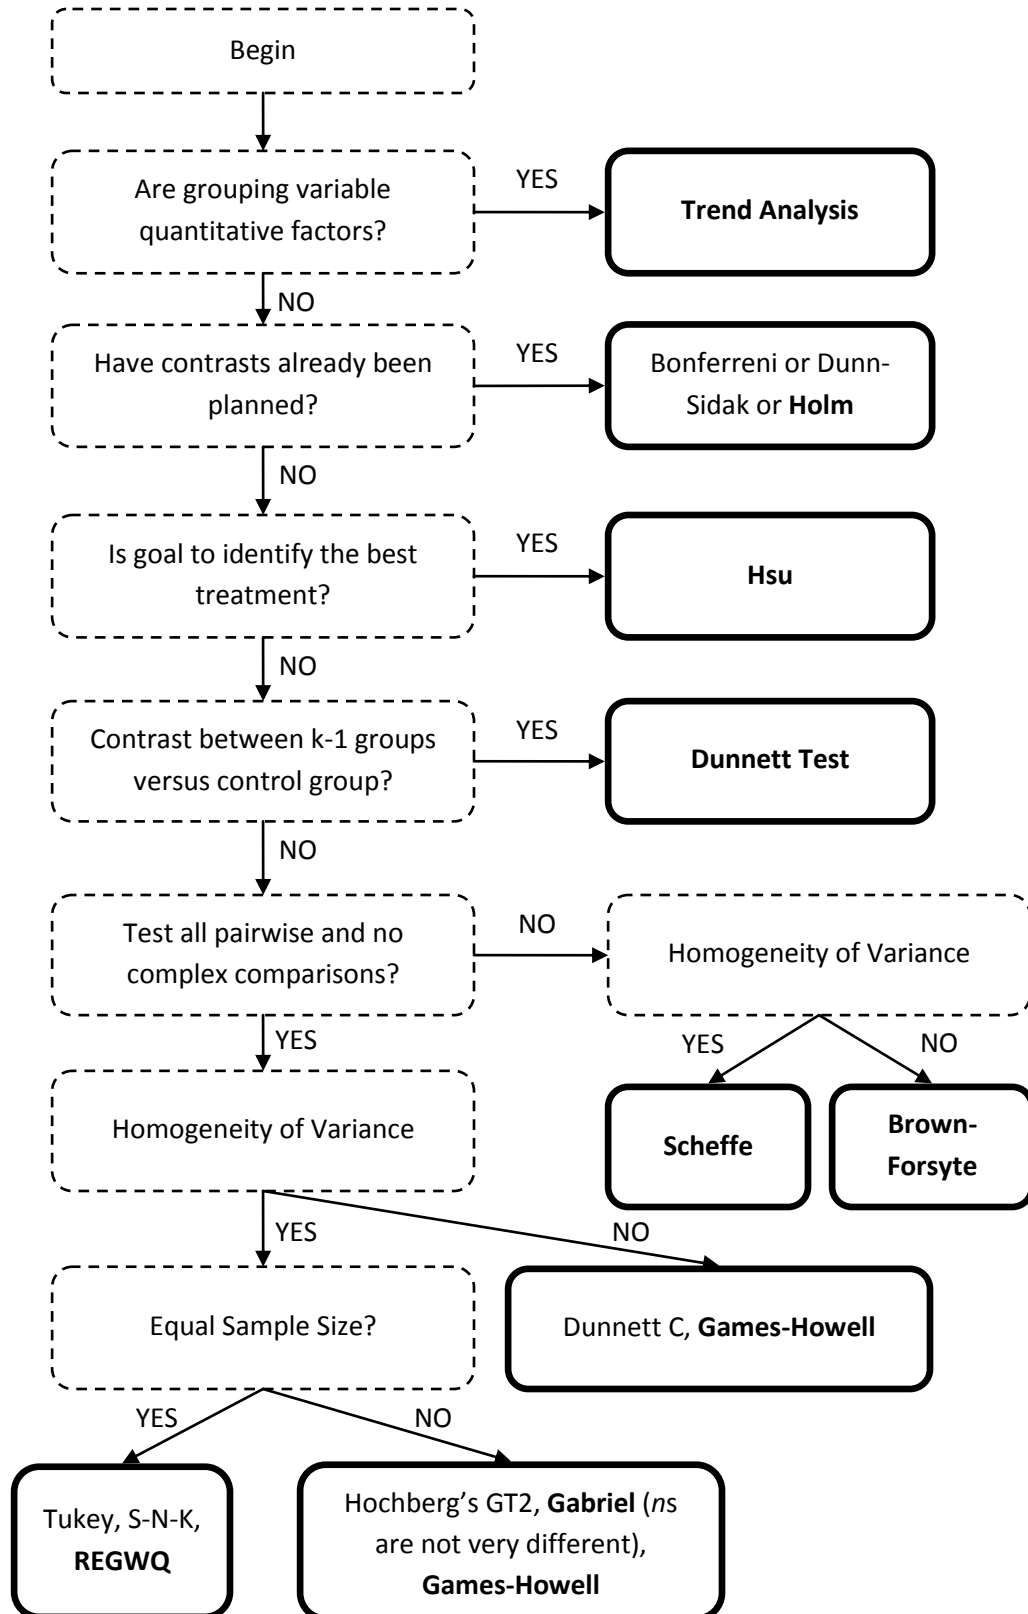 Begin
Are grouping variable
quantitative factors?
YES
Trend Analysis
NO
Have contrasts already been
planned?
YES
Bonferreni or Dunn-
Sidak or Holm
NO
Is goal to identify the best
treatment?
YES
Hsu
NO
Contrast between k-1 groups
versus control group?
YES
Dunnett Test
NO
Test all pairwise and no
complex comparisons?
NO
Homogeneity of Variance
YES
NO
Scheffe
Brown-
Forsyte
YES
Homogeneity of Variance
YES
NO
Equal Sample Size?
Dunnett C, Games-Howell
YES
NO
Tukey, S-N-K,
REGWQ
Hochberg’s GT2, Gabriel (ns
are not very different),
Games-Howell